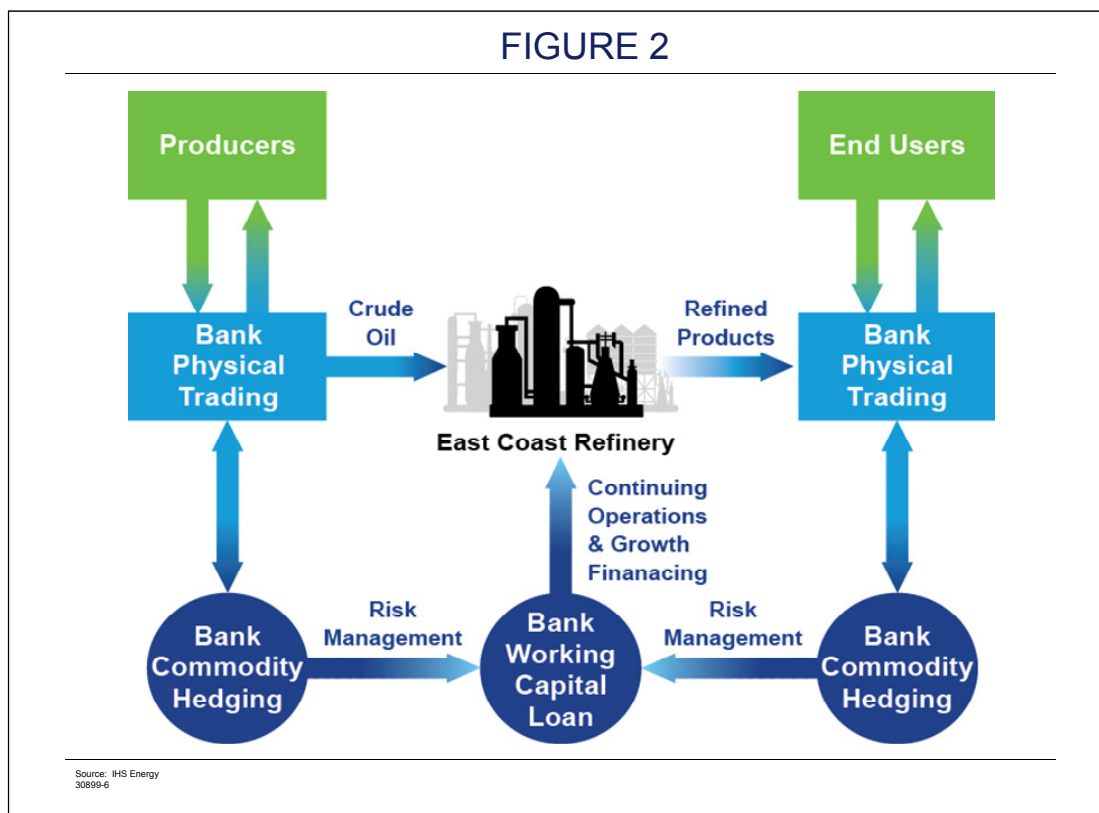 FIGURE 2
Producers
End Users
Bank
Physical
Trading
Crude
Oil
Refined
Products
Bank
Physical
Trading
East Coast Refinery
Continuing
Operations
& Growth
Finanacing
Bank
Commodity
Hedging
Risk
Management
Bank
Working
Capital
Loan
Risk
Management
Bank
Commodity
Hedging
Source: IHS Energy
30899-6